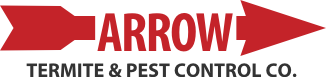 ARROW
TERMITE & PEST CONTROL CO.